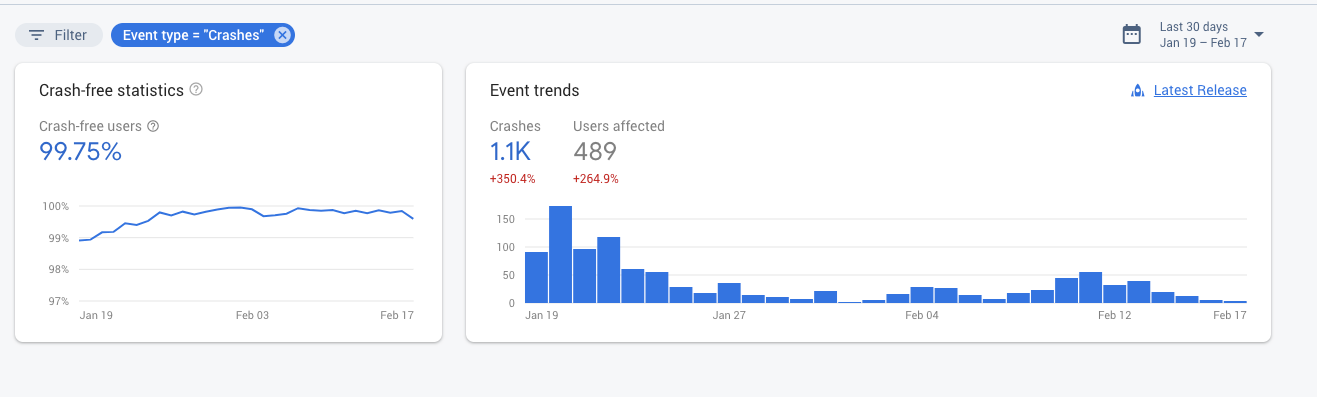 Filter
Event type = "Crashes"
Last 30 days
Jan 19 – Feb 17
Crash-free statistics
Crash-free users
99.75%
100%
99%
98%
97%
Jan 19 Feb 03 Feb 17
Event trends
Latest Release
Crashes Users affected
1.1K 489
+350.4% +264.9%
150
100
50
0
Jan 19 Jan 27 Feb 04 Feb 12 Feb 17